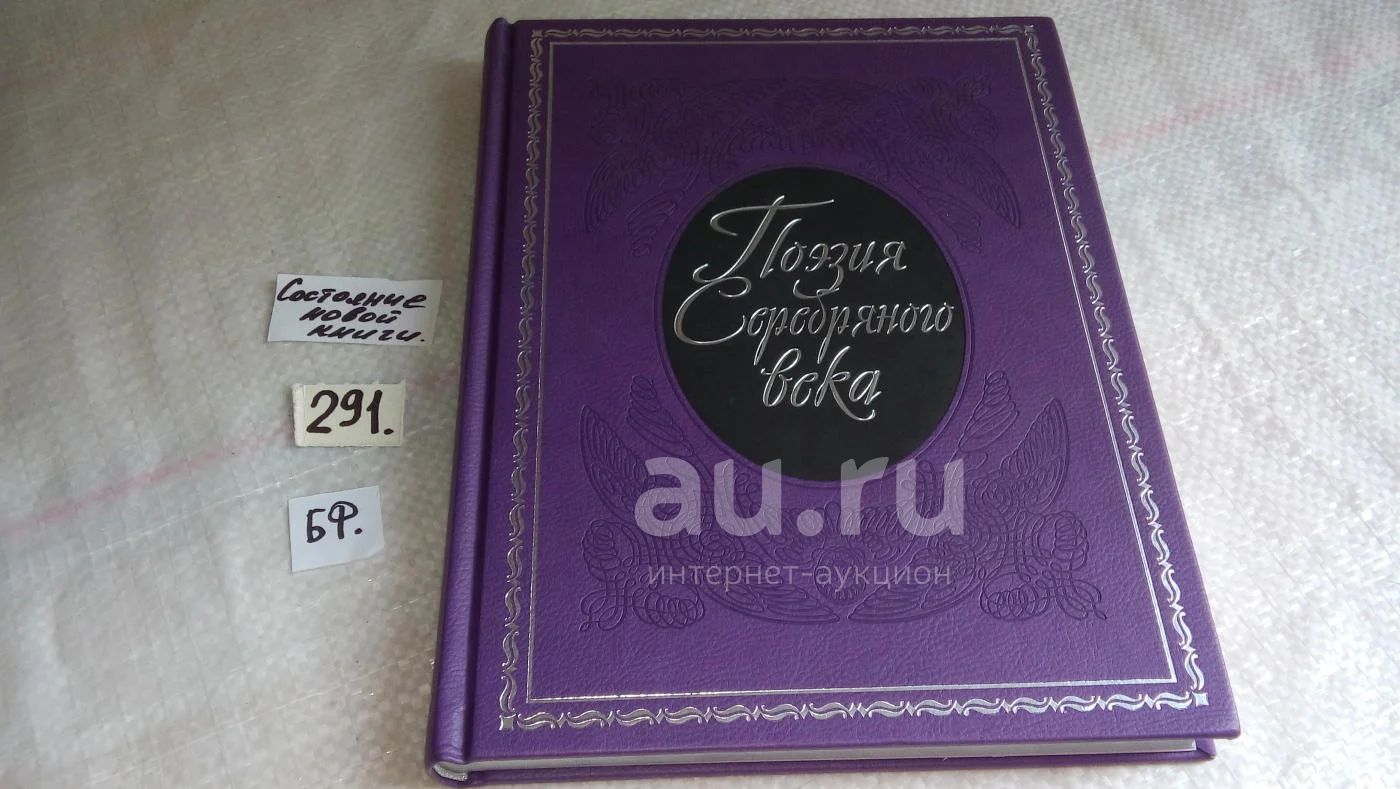 Поэзия
Серебряного
века
Состояние
новой
книги.
291.
БФ.
au.ru
интернет-аукцион